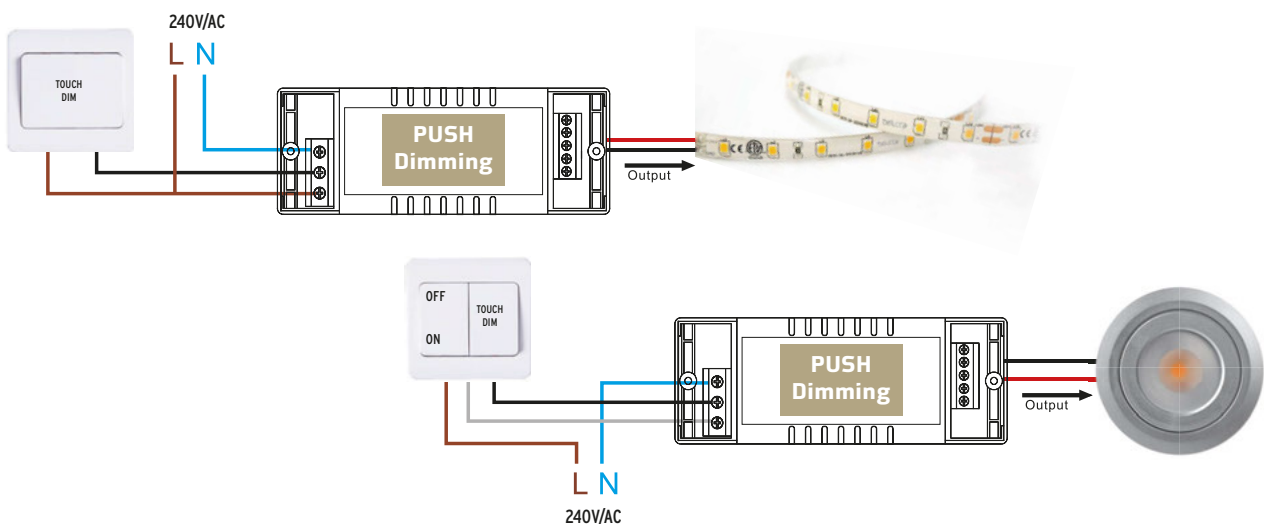 240V/AC
L N
TOUCH
DIM
PUSH
Dimming
Output
OFF
ON
TOUCH
DIM
PUSH
Dimming
Output
L N
240V/AC